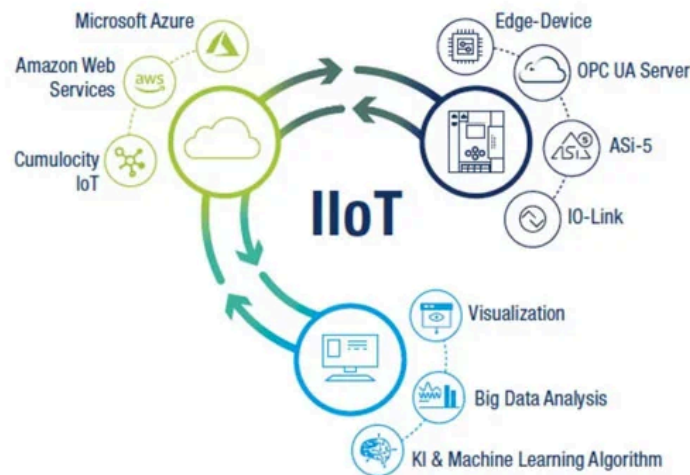 Microsoft Azure
Amazon Web
Services
aws
Cumulocity
IoT
Edge-Device
OPC UA Server
ASi-5
5
ASi
IO-Link
IIoT
Visualization
Big Data Analysis
KI & Machine Learning Algorithm